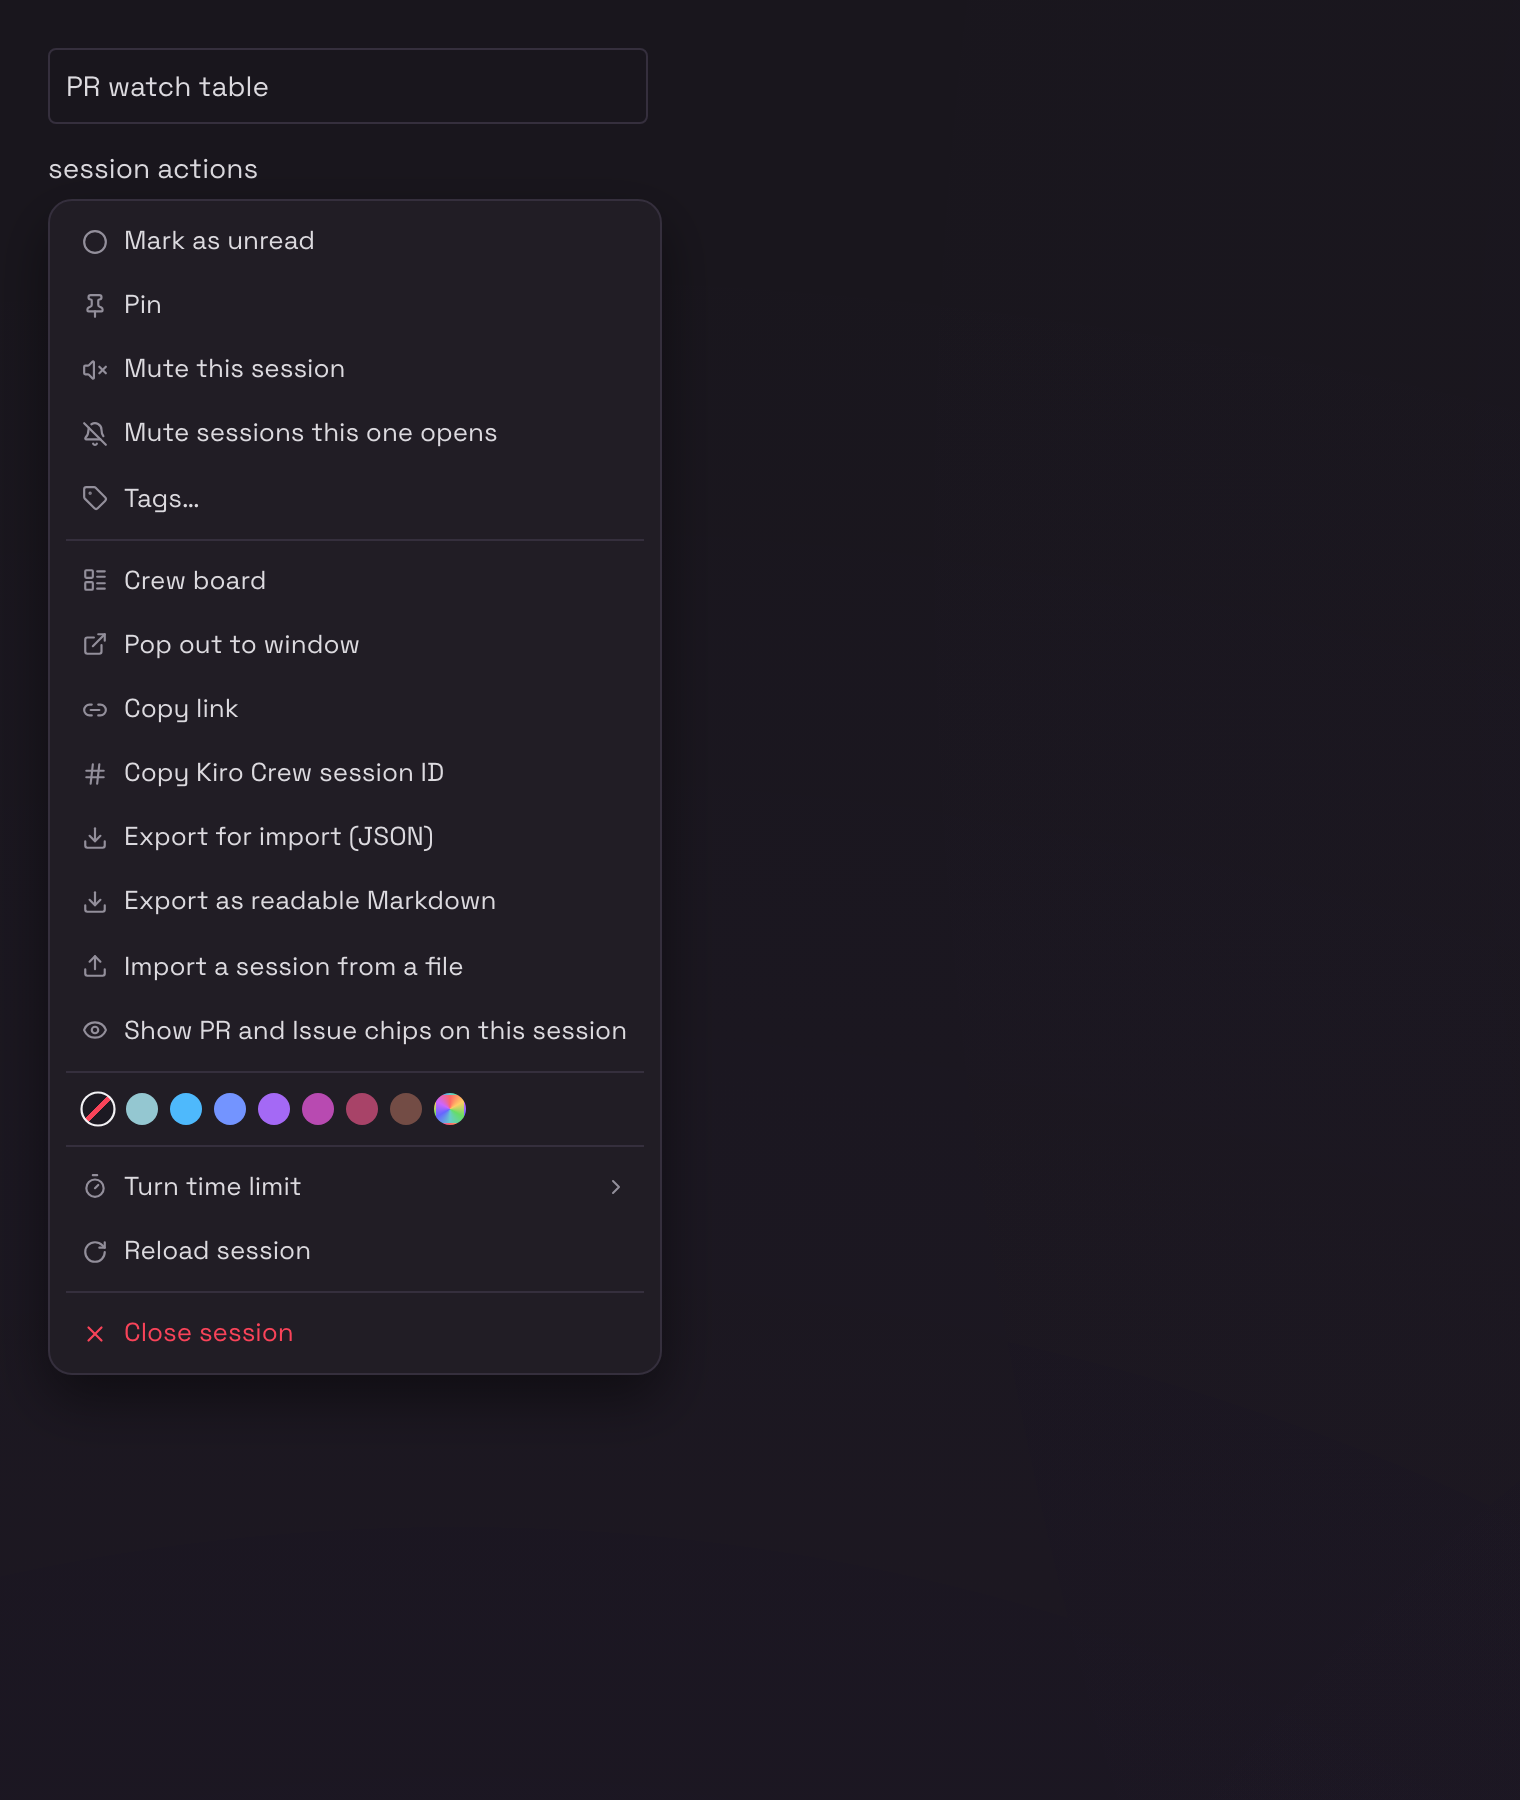 PR watch table
session actions
Mark as unread
Pin
Mute this session
Mute sessions this one opens
Tags…
Crew board
Pop out to window
Copy link
Copy Kiro Crew session ID
Export for import (JSON)
Export as readable Markdown
Import a session from a file
Show PR and Issue chips on this session
Turn time limit
Reload session
Close session